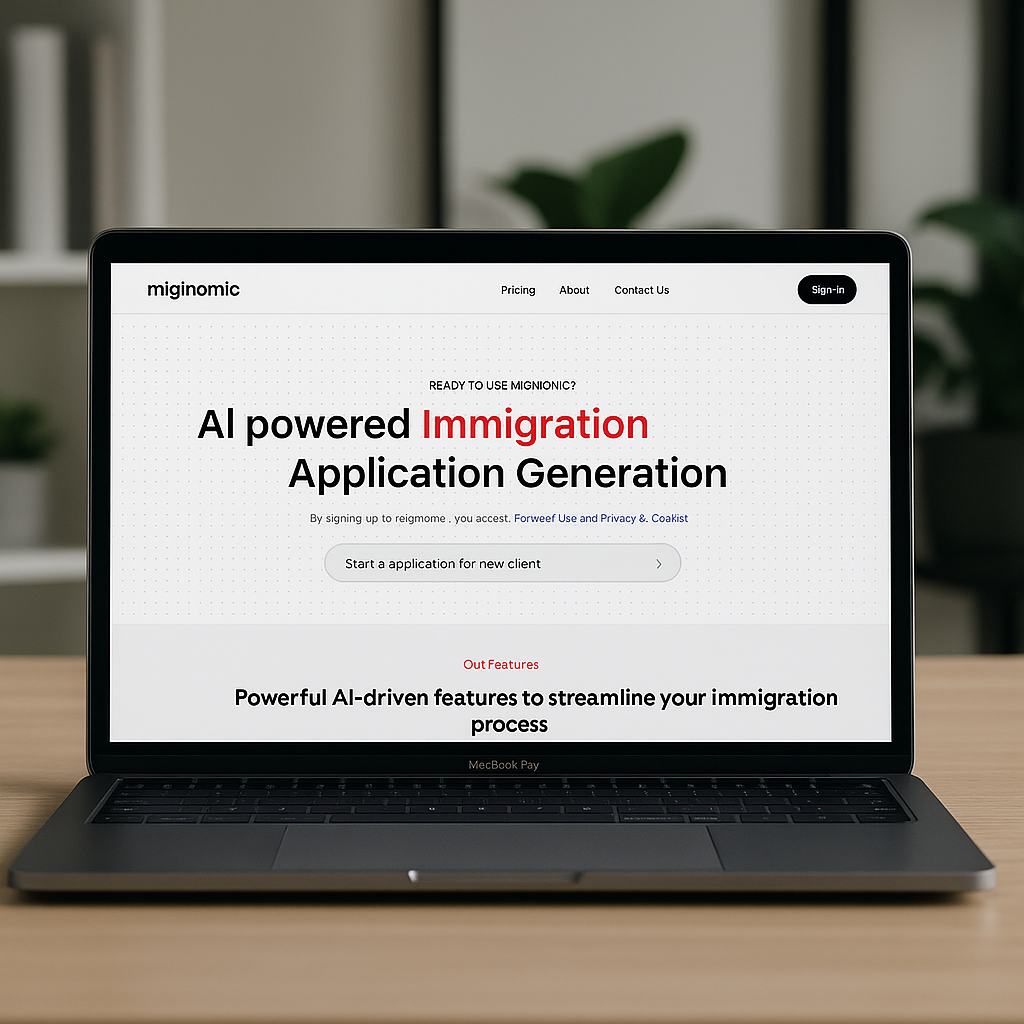 miginomic
Pricing About Contact Us Sign-in
READY TO USE MIGNIONIC?
AI powered Immigration
Application Generation
By signing up to reigmome , you accest. Forweef Use and Privacy &. Coakist
Start a application for new client
Out Features
Powerful AI-driven features to streamline your immigration
process
MecBook Pay